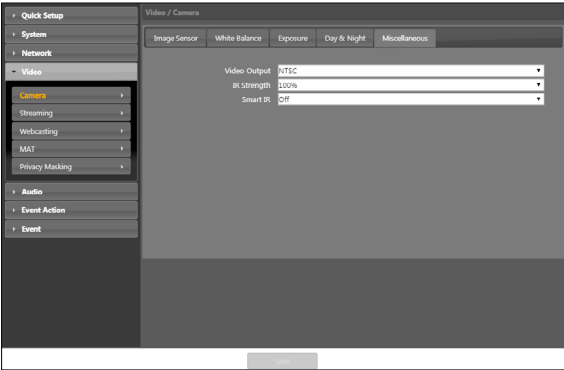 Quick Setup
System
Network
Video
Camera
Streaming
Webcasting
MAT
Privacy Masking
Audio
Event Action
Event
Video / Camera
Image Sensor White Balance Exposure Day & Night Miscellaneous
Video Output NTSC
IR Strength 100%
Smart IR Off